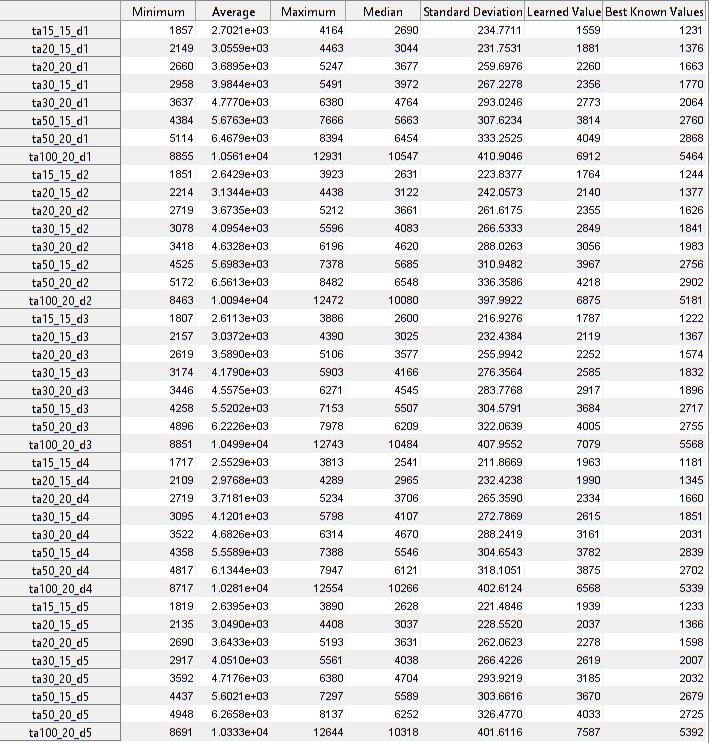 Minimum Average Maximum Median Standard Deviation Learned Value Best Known Values
ta15_15_d1 1857 2.7021e+03 4164 2690 234.7711 1559 1231
ta20_15_d1 2149 3.0559e+03 4463 3044 231.7531 1881 1376
ta20_20_d1 2660 3.6895e+03 5247 3677 259.6976 2260 1663
ta30_15_d1 2958 3.9844e+03 5491 3972 267.2278 2356 1770
ta30_20_d1 3637 4.7770e+03 6380 4764 293.0246 2773 2064
ta50_15_d1 4384 5.6763e+03 7666 5663 307.6234 3814 2760
ta50_20_d1 5114 6.4679e+03 8394 6454 333.2525 4049 2868
ta100_20_d1 8855 1.0561e+04 12931 10547 410.9046 6912 5464
ta15_15_d2 1851 2.6429e+03 3923 2631 223.8377 1764 1244
ta20_15_d2 2214 3.1344e+03 4438 3122 242.0573 2140 1377
ta20_20_d2 2719 3.6735e+03 5212 3661 261.6175 2355 1626
ta30_15_d2 3078 4.0954e+03 5596 4083 266.5333 2849 1841
ta30_20_d2 3418 4.6328e+03 6196 4620 288.0263 3056 1983
ta50_15_d2 4525 5.6983e+03 7378 5685 310.9482 3967 2756
ta50_20_d2 5172 6.5613e+03 8482 6548 336.3586 4218 2902
ta100_20_d2 8463 1.0094e+04 12472 10080 397.9922 6875 5181
ta15_15_d3 1807 2.6113e+03 3886 2600 216.9276 1787 1222
ta20_15_d3 2157 3.0372e+03 4390 3025 232.4384 2119 1367
ta20_20_d3 2619 3.5890e+03 5106 3577 255.9942 2252 1574
ta30_15_d3 3174 4.1790e+03 5903 4166 276.3564 2585 1832
ta30_20_d3 3446 4.5575e+03 6271 4545 283.7768 2917 1896
ta50_15_d3 4258 5.5202e+03 7153 5507 304.5791 3684 2717
ta50_20_d3 4896 6.2226e+03 7978 6209 322.0639 4005 2755
ta100_20_d3 8851 1.0499e+04 12743 10484 407.9552 7079 5568
ta15_15_d4 1717 2.5529e+03 3813 2541 211.8669 1963 1181
ta20_15_d4 2109 2.9768e+03 4289 2965 232.4238 1990 1345
ta20_20_d4 2719 3.7181e+03 5234 3706 265.3590 2334 1660
ta30_15_d4 3095 4.1201e+03 5798 4107 272.7869 2615 1851
ta30_20_d4 3522 4.6826e+03 6314 4670 288.2419 3161 2031
ta50_15_d4 4358 5.5589e+03 7388 5546 304.6543 3782 2839
ta50_20_d4 4817 6.1344e+03 7947 6121 318.1051 3875 2702
ta100_20_d4 8717 1.0281e+04 12554 10266 402.6124 6568 5339
ta15_15_d5 1819 2.6395e+03 3890 2628 221.4846 1939 1233
ta20_15_d5 2135 3.0490e+03 4408 3037 228.5520 2037 1366
ta20_20_d5 2690 3.6433e+03 5193 3631 262.0623 2278 1598
ta30_15_d5 2917 4.0510e+03 5561 4038 266.4226 2619 2007
ta30_20_d5 3592 4.7176e+03 6380 4704 293.9219 3185 2032
ta50_15_d5 4437 5.6021e+03 7297 5589 303.6616 3670 2679
ta50_20_d5 4948 6.2658e+03 8137 6252 326.4770 4033 2725
ta100_20_d5 8691 1.0333e+04 12644 10318 401.6116 7587 5392